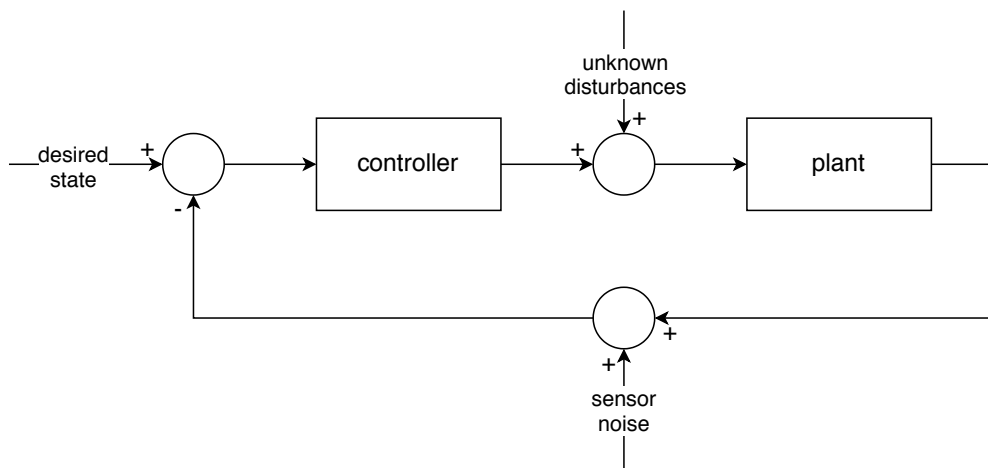 unknown
disturbances
+
+
desired
state
+
-
controller
+
plant
+
+
sensor
noise